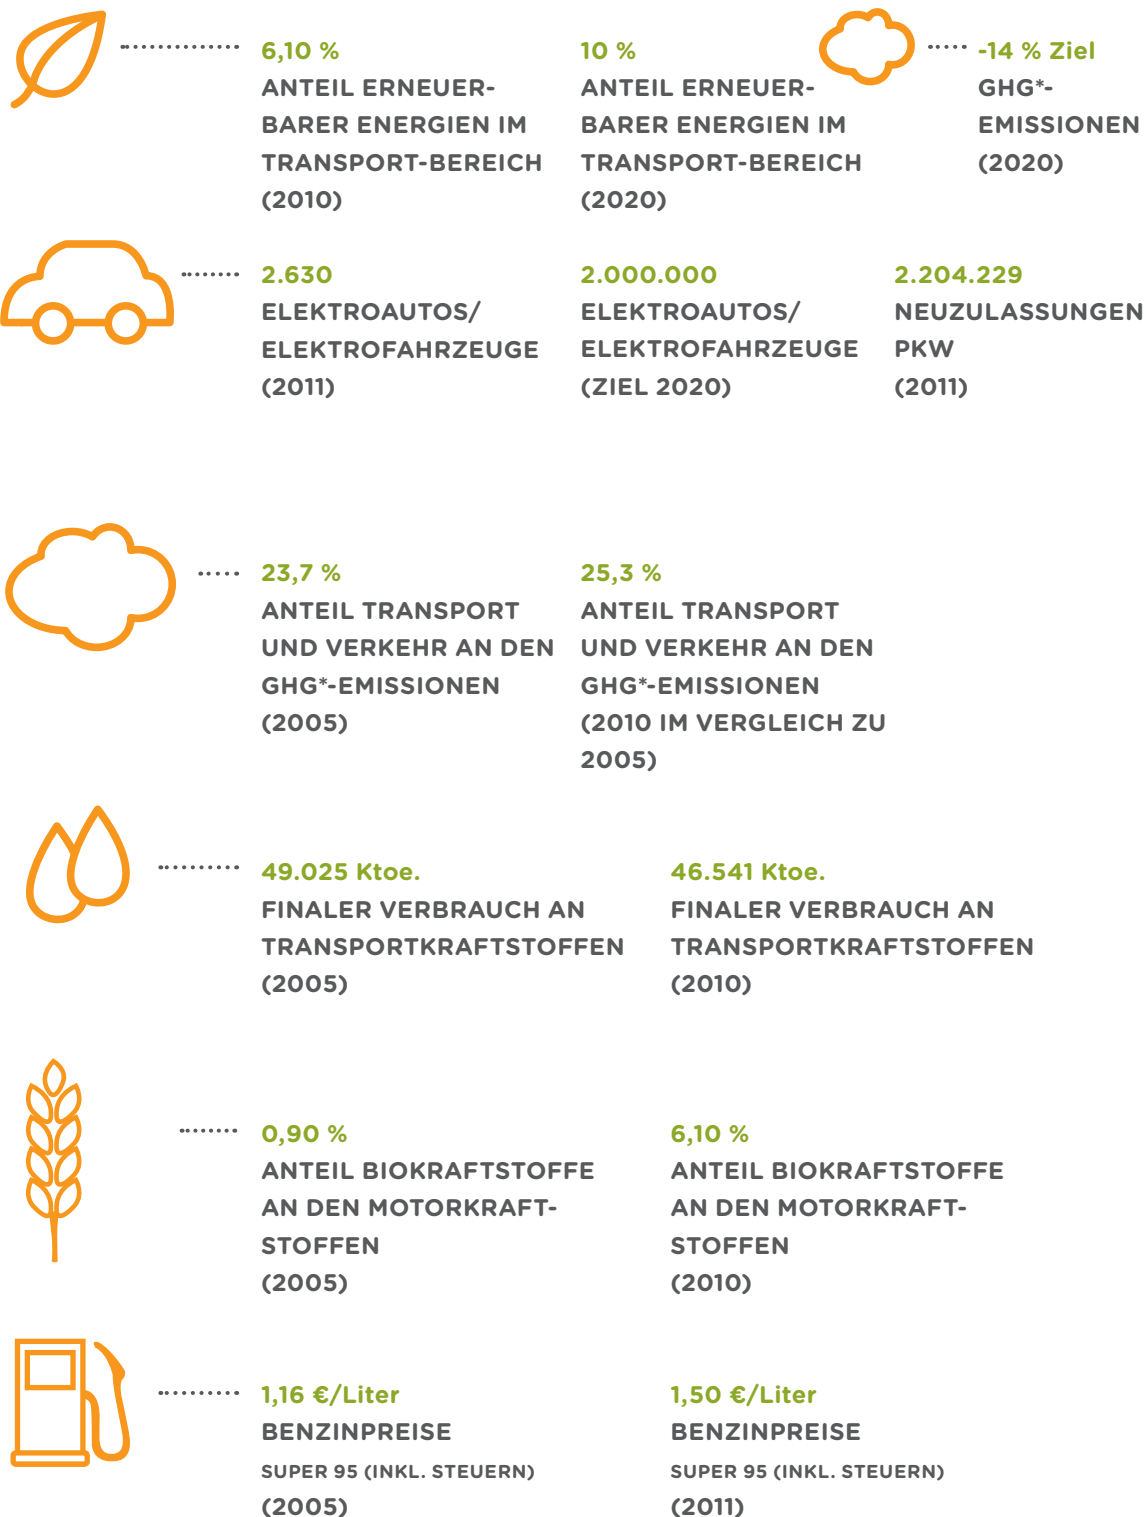 6,10 %
ANTEIL ERNEUER-
BARER ENERGIEN IM
TRANSPORT-BEREICH
(2010)
10 %
ANTEIL ERNEUER-
BARER ENERGIEN IM
TRANSPORT-BEREICH
(2020)
-14 % Ziel
GHG*-
EMISSIONEN
(2020)
2.630
ELEKTROAUTOS/
ELEKTROFAHRZEUGE
(2011)
2.000.000
ELEKTROAUTOS/
ELEKTROFAHRZEUGE
(ZIEL 2020)
2.204.229
NEUZULASSUNGEN
PKW
(2011)
23,7 %
ANTEIL TRANSPORT
UND VERKEHR AN DEN
GHG*-EMISSIONEN
(2005)
25,3 %
ANTEIL TRANSPORT
UND VERKEHR AN DEN
GHG*-EMISSIONEN
(2010 IM VERGLEICH ZU
2005)
49.025 Ktoe.
FINALER VERBRAUCH AN
TRANSPORTKRAFTSTOFFEN
(2005)
46.541 Ktoe.
FINALER VERBRAUCH AN
TRANSPORTKRAFTSTOFFEN
(2010)
0,90 %
ANTEIL BIOKRAFTSTOFFE
AN DEN MOTORKRAFT-
STOFFEN
(2005)
6,10 %
ANTEIL BIOKRAFTSTOFFE
AN DEN MOTORKRAFT-
STOFFEN
(2010)
1,16 €/Liter
BENZINPREISE
SUPER 95 (INKL. STEUERN)
(2005)
1,50 €/Liter
BENZINPREISE
SUPER 95 (INKL. STEUERN)
(2011)